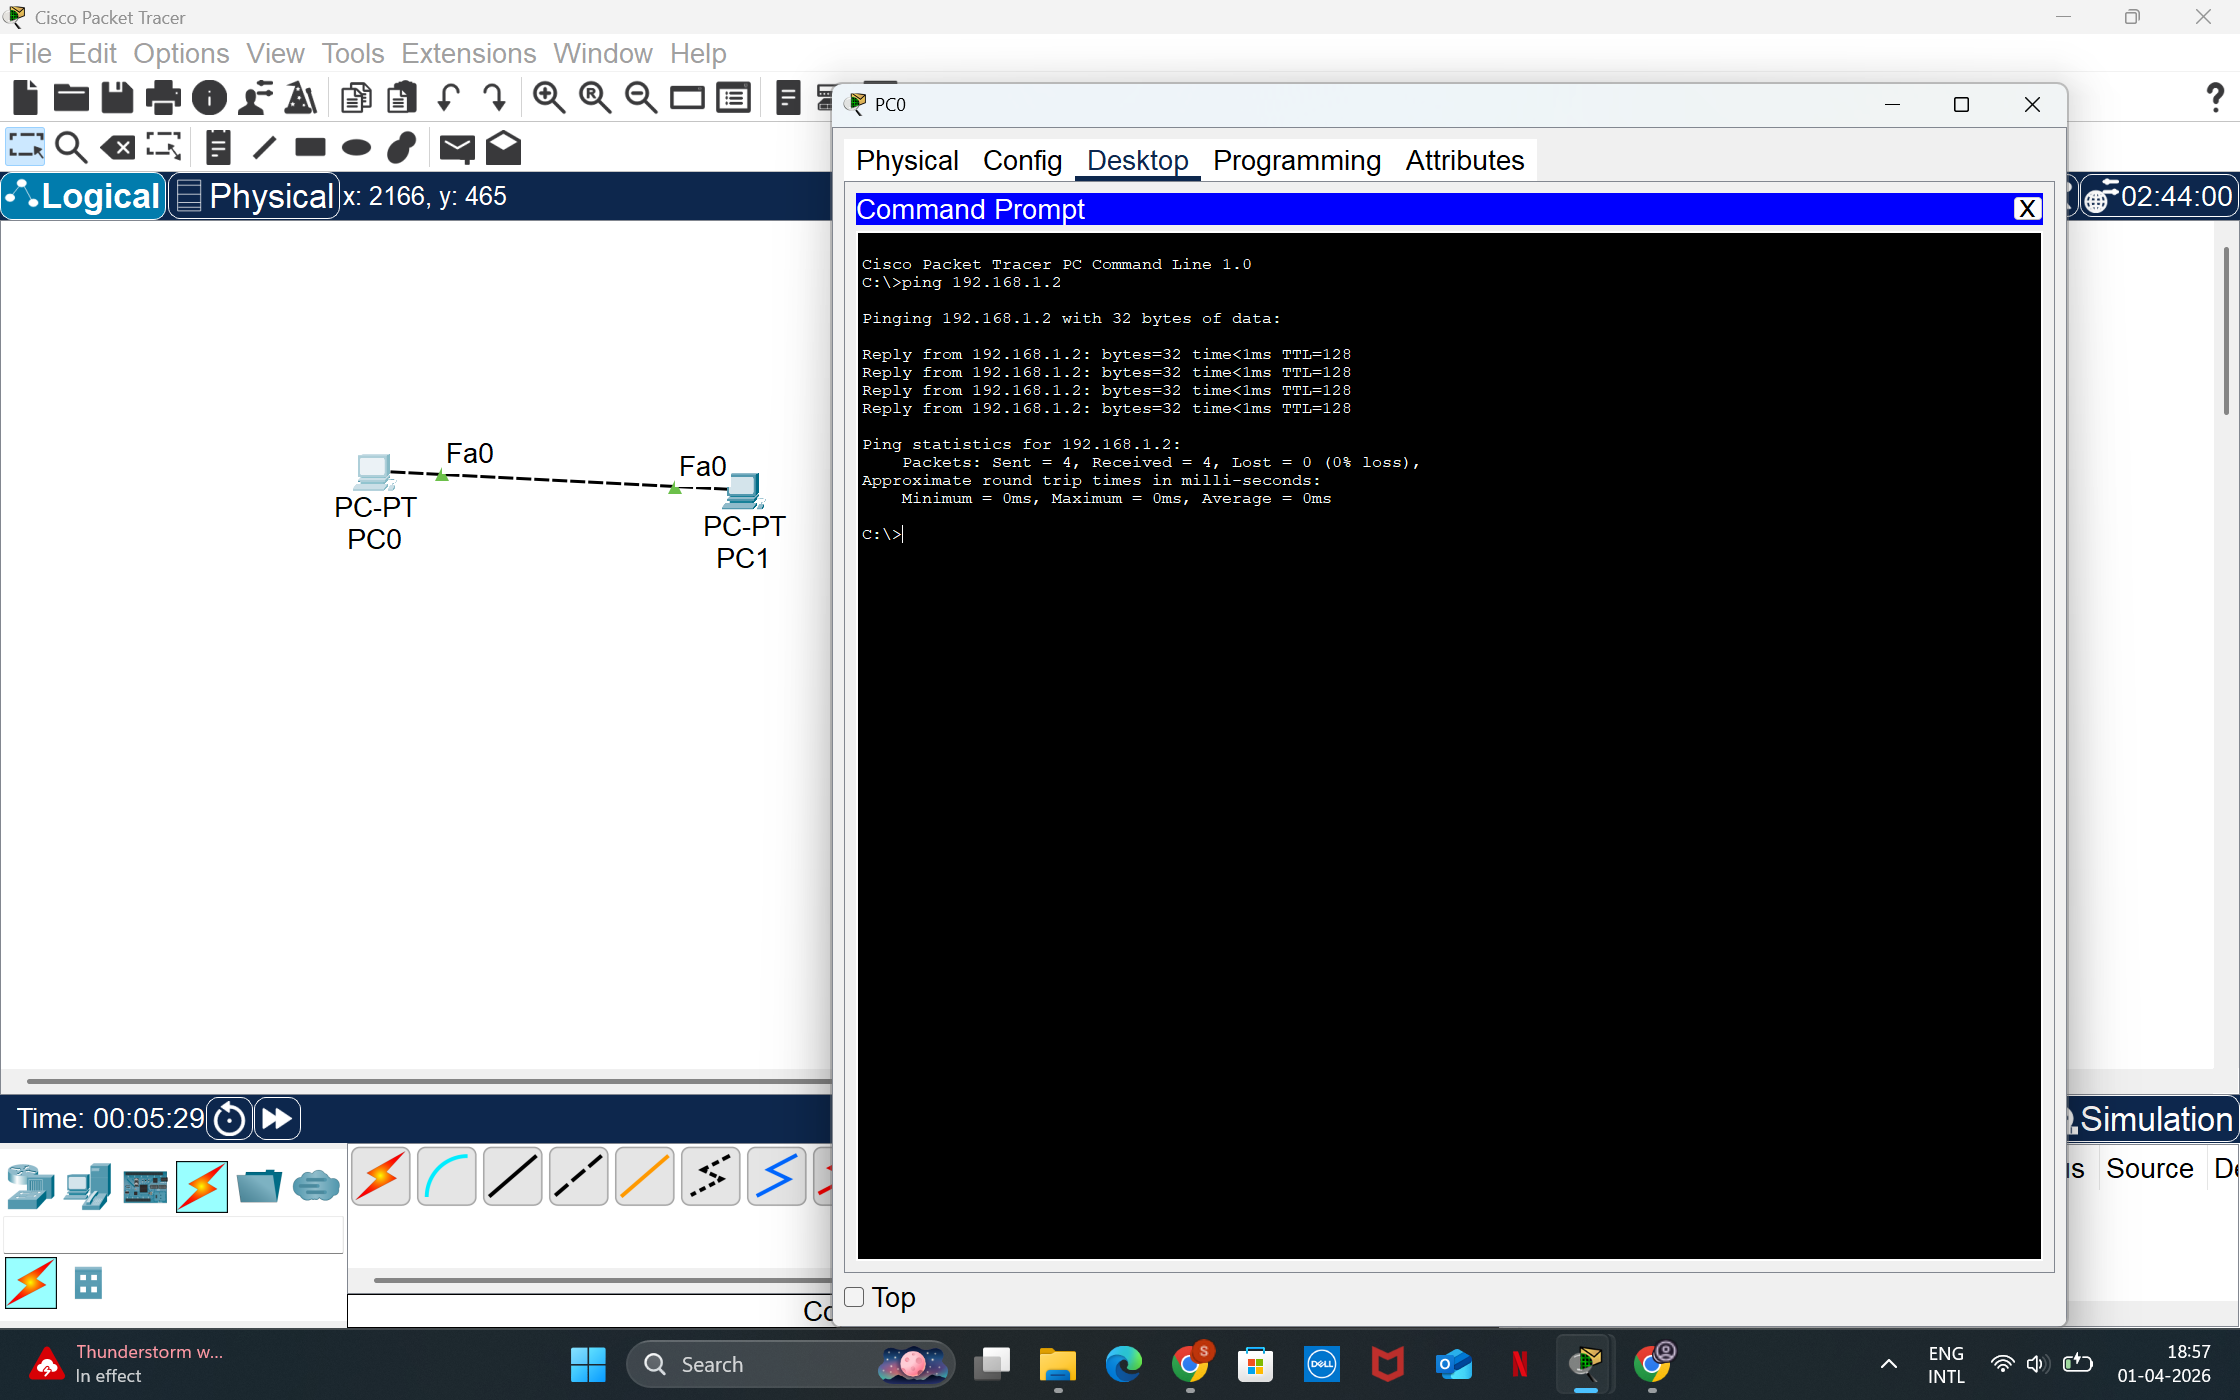 Cisco Packet Tracer
File Edit Options View Tools Extensions Window Help
PC0
Physical Config Desktop Programming Attributes
Logical Physical x: 2166, y: 465
02:44:00
Command Prompt
X
Cisco Packet Tracer PC Command Line 1.0
C:\>ping 192.168.1.2
Pinging 192.168.1.2 with 32 bytes of data:
Reply from 192.168.1.2: bytes=32 time<1ms TTL=128
Reply from 192.168.1.2: bytes=32 time<1ms TTL=128
Reply from 192.168.1.2: bytes=32 time<1ms TTL=128
Reply from 192.168.1.2: bytes=32 time<1ms TTL=128
Ping statistics for 192.168.1.2:
Packets: Sent = 4, Received = 4, Lost = 0 (0% loss),
Approximate round trip times in milli-seconds:
Minimum = 0ms, Maximum = 0ms, Average = 0ms
C:\>
Fa0
Fa0
PC-PT
PC0
PC-PT
PC1
Time: 00:05:29
Simulation
Source
Top
Thunderstorm w...
In effect
Search
S
DELL
N
ENG
INTL
18:57
01-04-2026